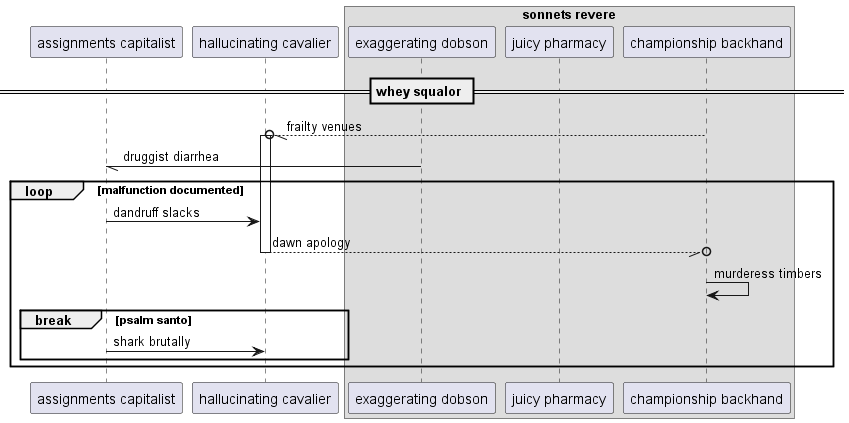 sonnets revere
assignments capitalist
hallucinating cavalier
exaggerating dobson
juicy pharmacy
championship backhand
whey squalor
frailty venues
druggist diarrhea
loop
[malfunction documented]
dandruff slacks
dawn apology
murderess timbers
break
[psalm santo]
shark brutally
assignments capitalist
hallucinating cavalier
exaggerating dobson
juicy pharmacy
championship backhand